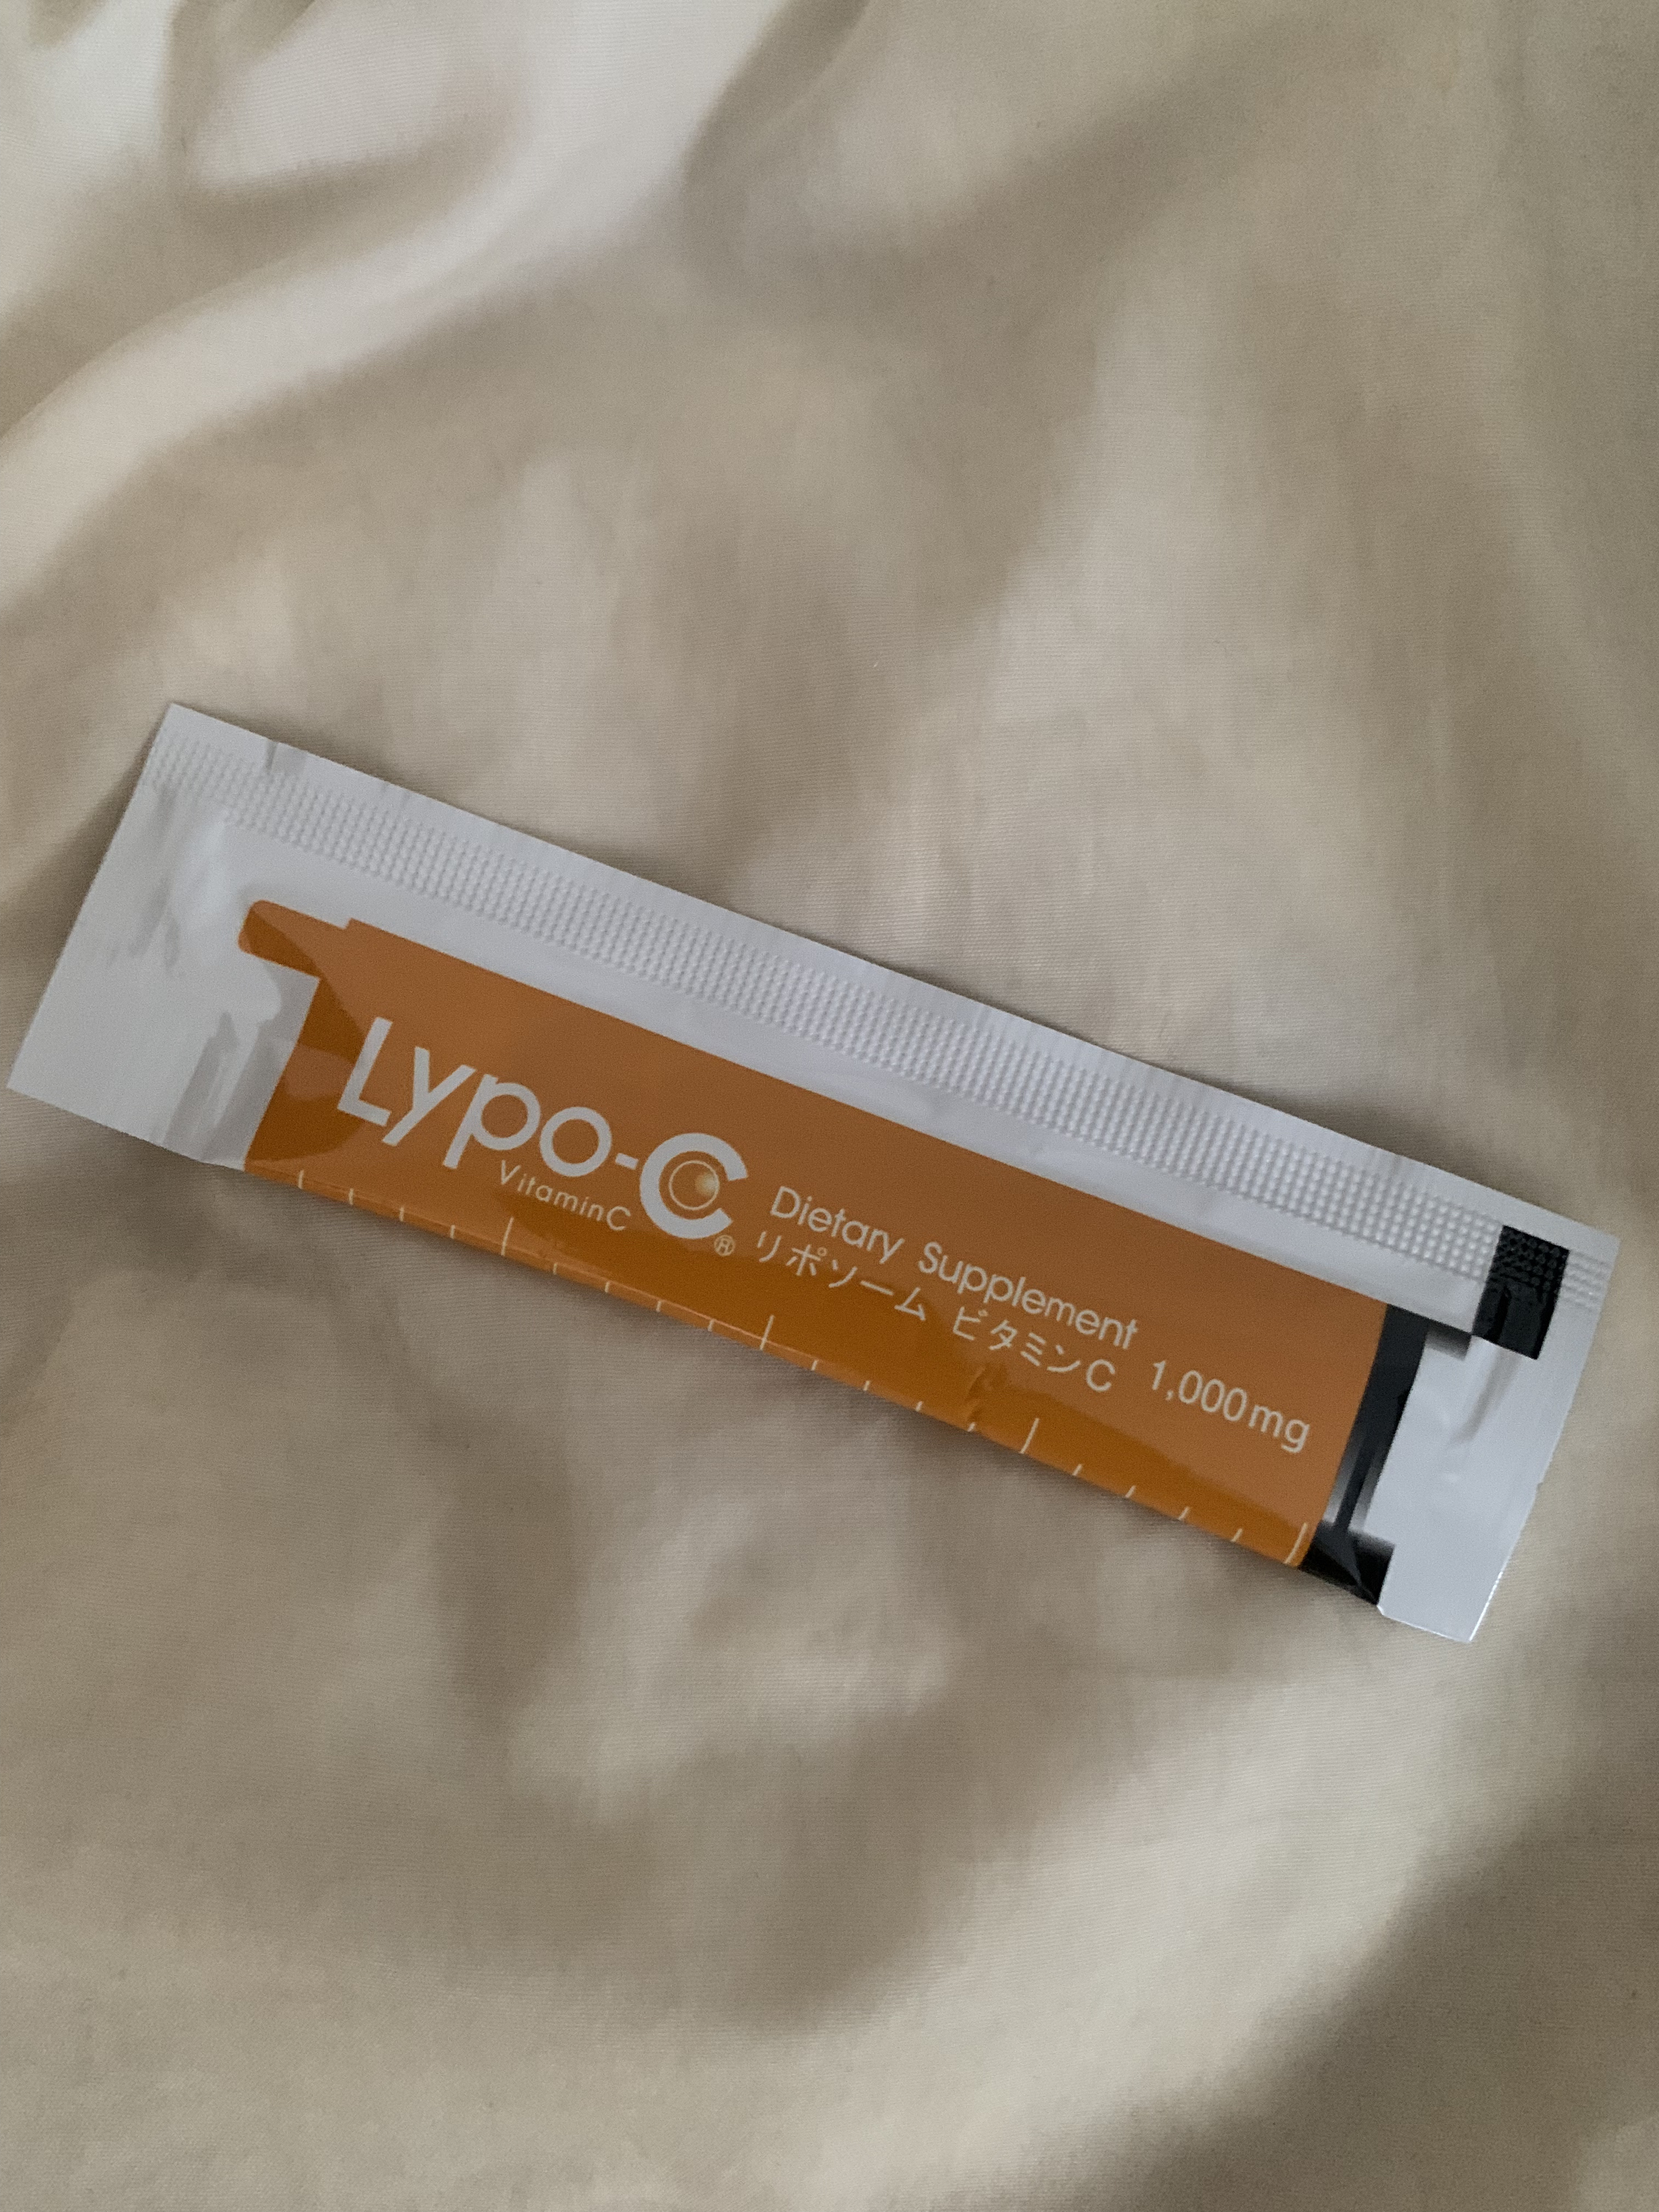 Lypo-C®
VitaminC
Dietary Supplement
リポソーム ビタミンC 1,000mg